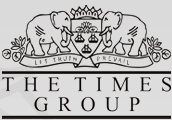 LET TRUTH PREVAIL
THE TIMES
GROUP